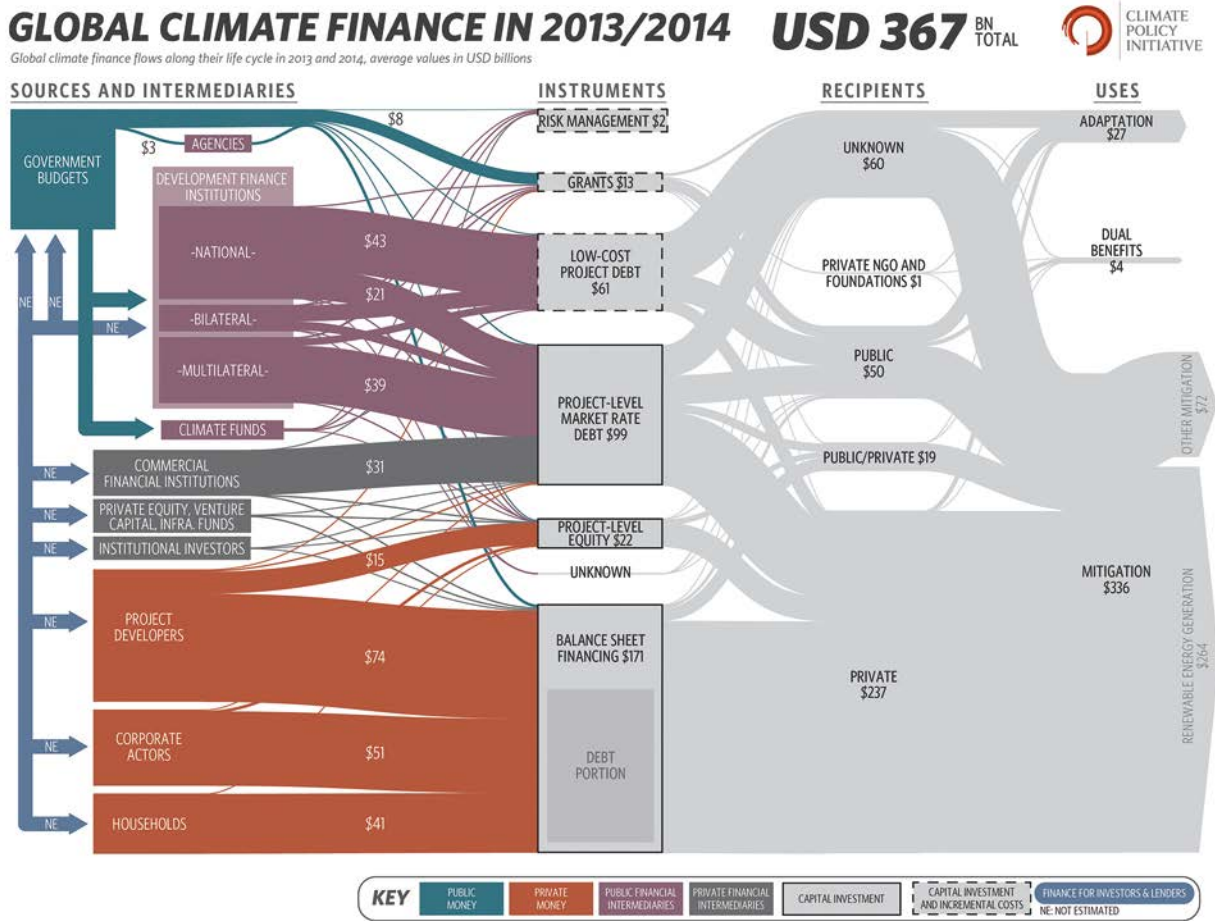 GLOBAL CLIMATE FINANCE IN 2013/2014
USD 367 BN TOTAL
CLIMATE
POLICY
INITIATIVE
Global climate finance flows along their life cycle in 2013 and 2014, average values in USD billions
SOURCES AND INTERMEDIARIES
INSTRUMENTS
RECIPIENTS
USES
GOVERNMENT
BUDGETS
$3
AGENCIES
$8
DEVELOPMENT FINANCE
INSTITUTIONS
-NATIONAL-
$43
$21
-BILATERAL-
-MULTILATERAL-
$39
CLIMATE FUNDS
NE
NE
NE
NE
COMMERCIAL
FINANCIAL INSTITUTIONS
$31
NE
PRIVATE EQUITY, VENTURE
CAPITAL, INFRA. FUNDS
NE
INSTITUTIONAL INVESTORS
$15
NE
PROJECT
DEVELOPERS
$74
NE
CORPORATE
ACTORS
$51
NE
HOUSEHOLDS
$41
RISK MANAGEMENT $2
GRANTS $13
LOW-COST
PROJECT DEBT
$61
PROJECT-LEVEL
MARKET RATE
DEBT $99
PROJECT-LEVEL
EQUITY $22
UNKNOWN
BALANCE SHEET
FINANCING $171
DEBT
PORTION
UNKNOWN
$60
PRIVATE NGO AND
FOUNDATIONS $1
PUBLIC
$50
PUBLIC/PRIVATE $19
PRIVATE
$237
ADAPTATION
$27
DUAL
BENEFITS
$4
OTHER MITIGATION
$72
MITIGATION
$336
RENEWABLE ENERGY GENERATION
$264
KEY
PUBLIC
MONEY
PRIVATE
MONEY
PUBLIC FINANCIAL
INTERMEDIARIES
PRIVATE FINANCIAL
INTERMEDIARIES
CAPITAL INVESTMENT
CAPITAL INVESTMENT
AND INCREMENTAL COSTS
FINANCE FOR INVESTORS & LENDERS
NE: NOT ESTIMATED